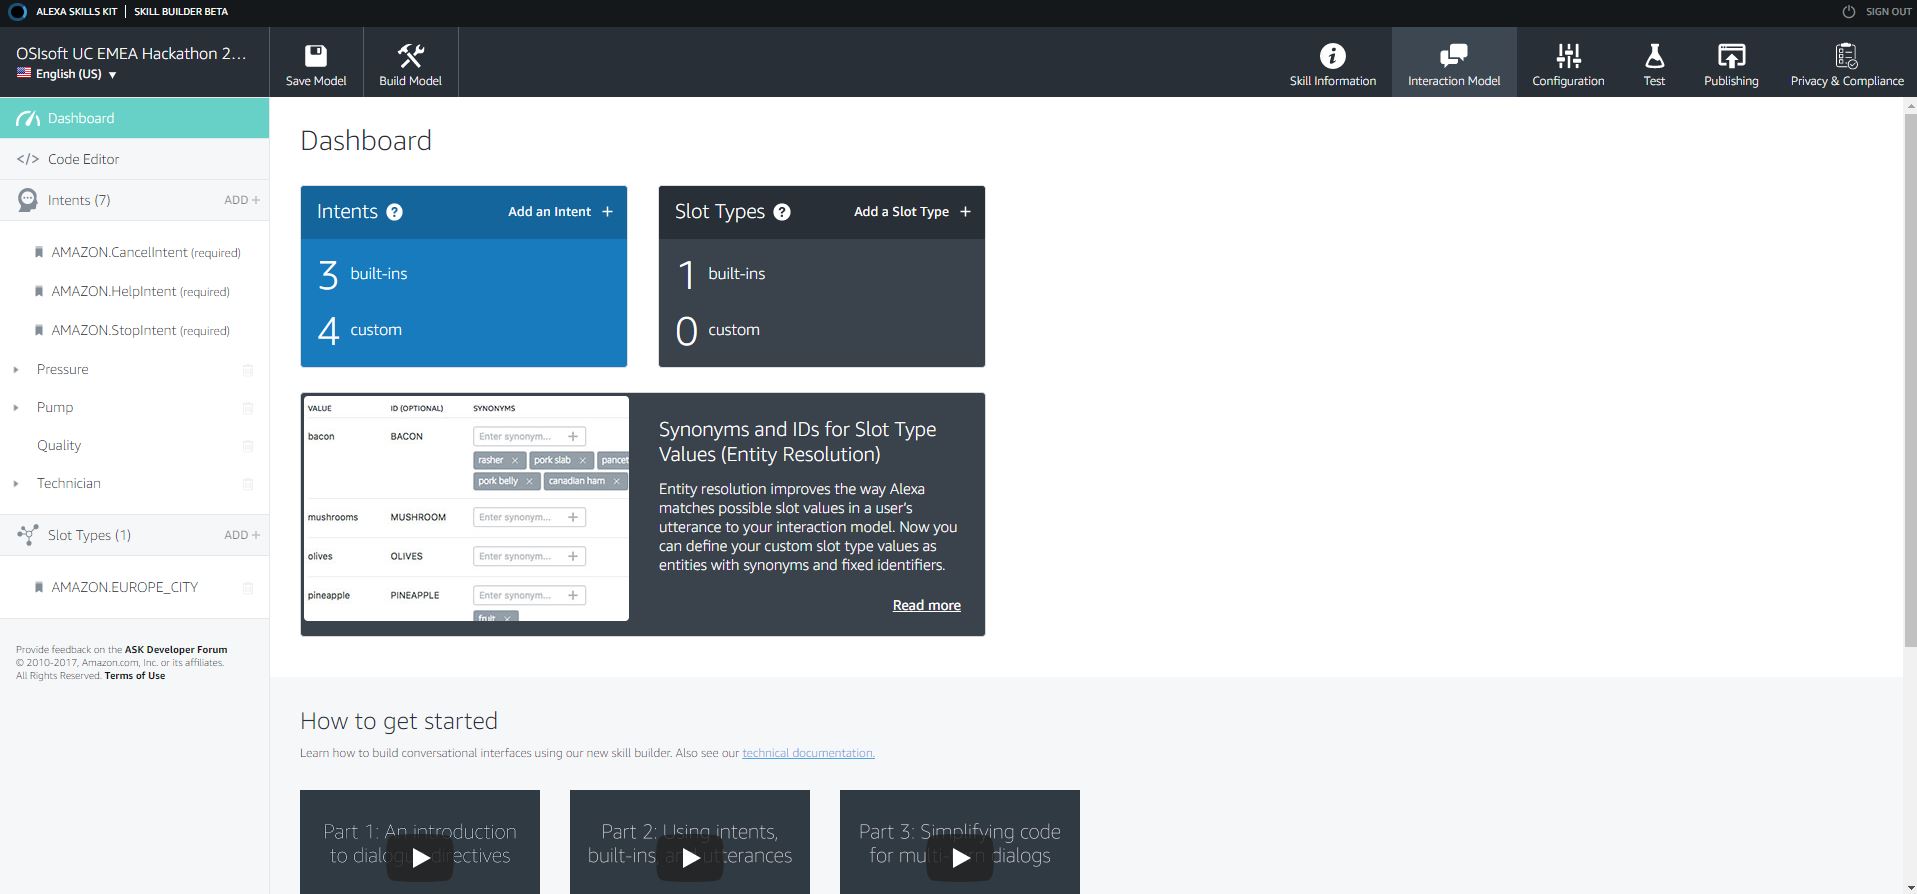 ALEXA SKILLS KIT | SKILL BUILDER BETA
SIGN OUT
OSIsoft UC EMEA Hackathon 2...
English (US)
Save Model
Build Model
Skill Information
Interaction Model
Configuration
Test
Publishing
Privacy & Compliance
Dashboard
</> Code Editor
Intents (7)
ADD +
AMAZON.CancelIntent (required)
AMAZON.HelpIntent (required)
AMAZON.StopIntent (required)
Pressure
Pump
Quality
Technician
Slot Types (1)
ADD +
AMAZON.EUROPE_CITY
Provide feedback on the ASK Developer Forum
© 2010-2017, Amazon.com, Inc. or its affiliates.
All Rights Reserved. Terms of Use
Dashboard
Intents ?
Add an Intent +
3 built-ins
4 custom
Slot Types ?
Add a Slot Type +
1 built-ins
0 custom
VALUE ID (OPTIONAL) SYNONYMS
bacon BACON Enter synonym... +
rasher × pork slab × pancet
pork belly × canadian ham ×
mushrooms MUSHROOM Enter synonym... +
olives OLIVES Enter synonym... +
pineapple PINEAPPLE Enter synonym... +
fruit ×
Synonyms and IDs for Slot Type
Values (Entity Resolution)
Entity resolution improves the way Alexa
matches possible slot values in a user's
utterance to your interaction model. Now you
can define your custom slot type values as
entities with synonyms and fixed identifiers.
Read more
How to get started
Learn how to build conversational interfaces using our new skill builder. Also see our technical documentation.
Part 1: An introduction
to dialogue directives
Part 2: Using intents,
built-ins, and utterances
Part 3: Simplifying code
for multi-turn dialogs